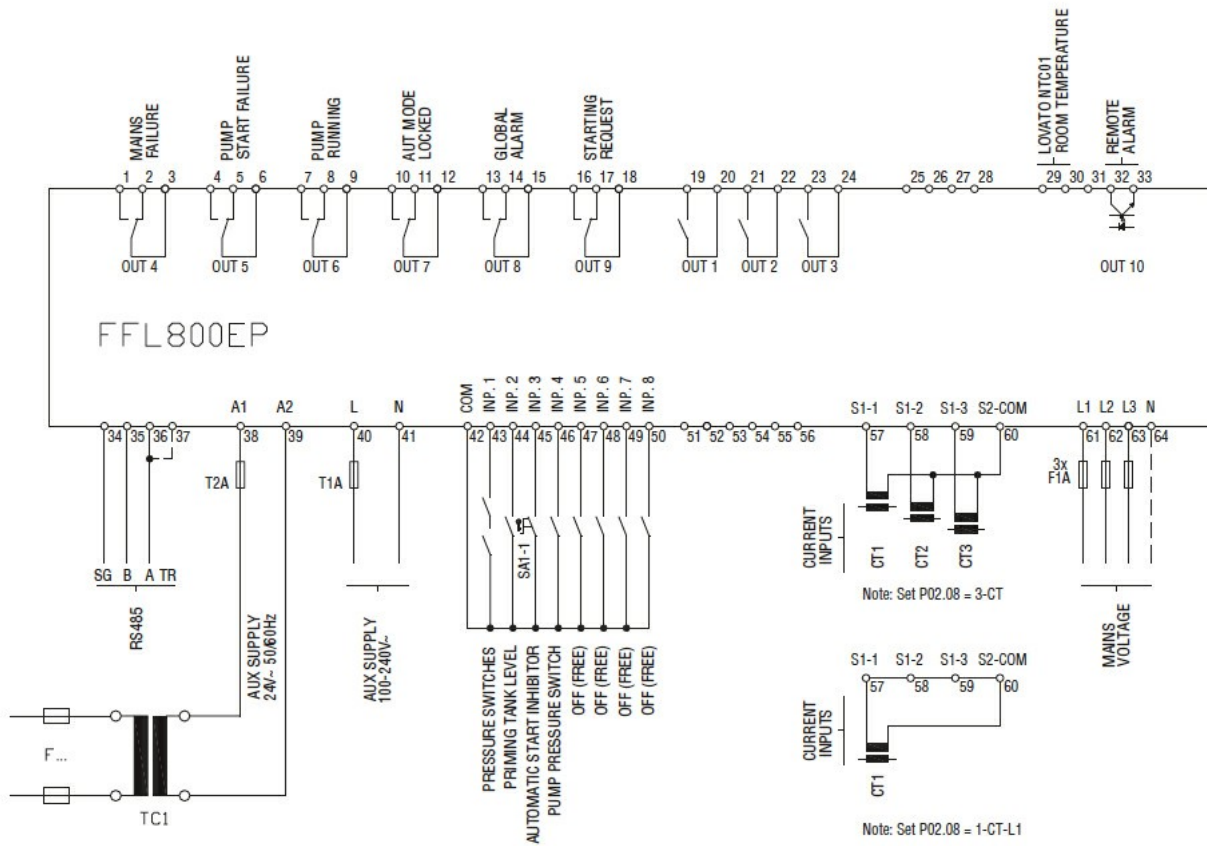 MAINS
FAILURE
PUMP
START FAILURE
PUMP
RUNNING
AUT MODE
LOCKED
GLOBAL
ALARM
STARTING
REQUEST
LOVATO NTC01
ROOM TEMPERATURE
REMOTE
ALARM
1 2 3 4 5 6 7 8 9 10 11 12 13 14 15 16 17 18 19 20 21 22 23 24 25 26 27 28 29 30 31 32 33
OUT 4 OUT 5 OUT 6 OUT 7 OUT 8 OUT 9 OUT 1 OUT 2 OUT 3 OUT 10
FFL800EP
A1 A2 L N COM INP. 1 INP. 2 INP. 3 INP. 4 INP. 5 INP. 6 INP. 7 INP. 8 S1-1 S1-2 S1-3 S2-COM L1 L2 L3 N
34 35 36 37 38 39 40 41 42 43 44 45 46 47 48 49 50 51 52 53 54 55 56 57 58 59 60 61 62 63 64
T2A T1A
3x
F1A
SA1-1
SG B A TR
RS485
AUX SUPPLY
24V~ 50/60Hz
AUX SUPPLY
100-240V~
PRESSURE SWITCHES
PRIMING TANK LEVEL
AUTOMATIC START INHIBITOR
PUMP PRESSURE SWITCH
OFF (FREE)
OFF (FREE)
OFF (FREE)
OFF (FREE)
CURRENT
INPUTS
CT1 CT2 CT3
Note: Set P02.08 = 3-CT
MAINS
VOLTAGE
S1-1 S1-2 S1-3 S2-COM
57 58 59 60
CURRENT
INPUTS
CT1
Note: Set P02.08 = 1-CT-L1
F...
TC1